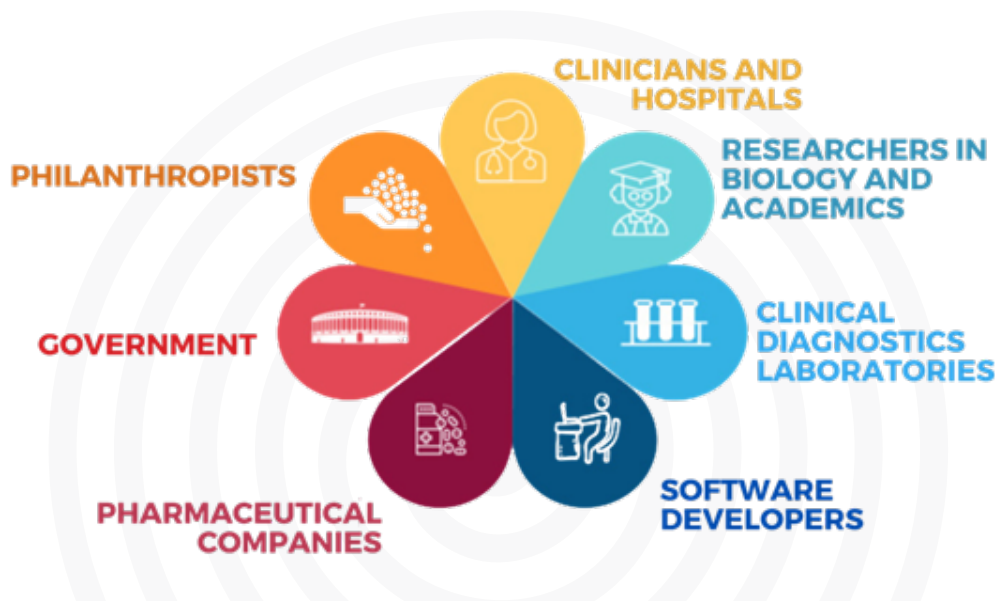 CLINICIANS AND
HOSPITALS
RESEARCHERS IN
BIOLOGY AND
ACADEMICS
CLINICAL
DIAGNOSTICS
LABORATORIES
SOFTWARE
DEVELOPERS
PHARMACEUTICAL
COMPANIES
GOVERNMENT
PHILANTHROPISTS